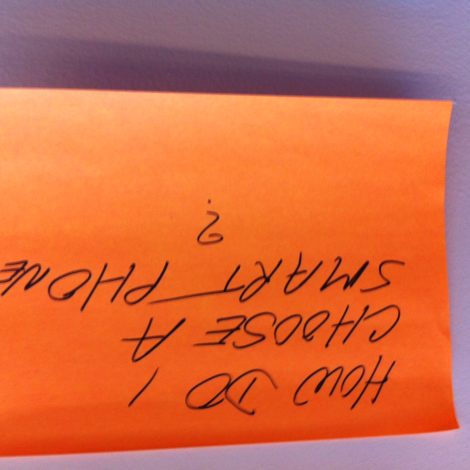 HOW DO I
CHOOSE A
SMART PHONE
?